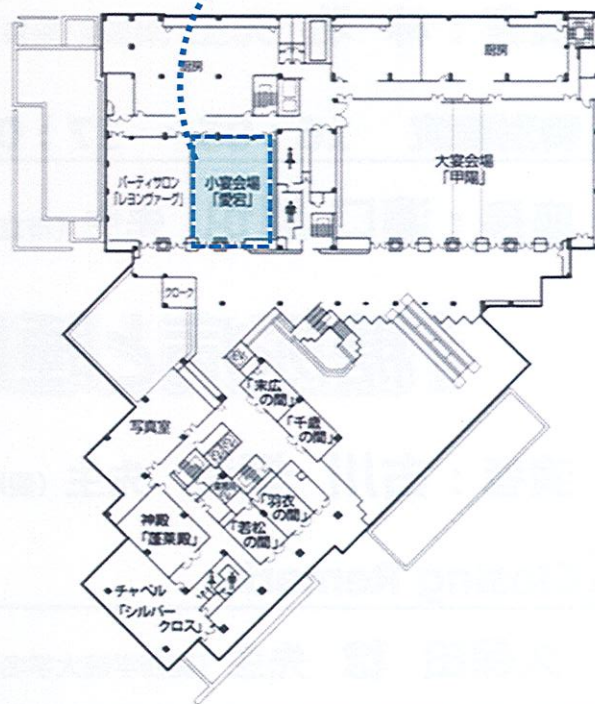 厨房
厨房
パーティサロン
「レヨンヴァーグ」
小宴会場
「愛宕」
大宴会場
「甲陽」
クローク
「末広
の間」
「千歳
の間」
写真室
「羽衣
の間」
「若松
の間」
神殿
「蓬莱殿」
チャペル
「シルバー
クロス」